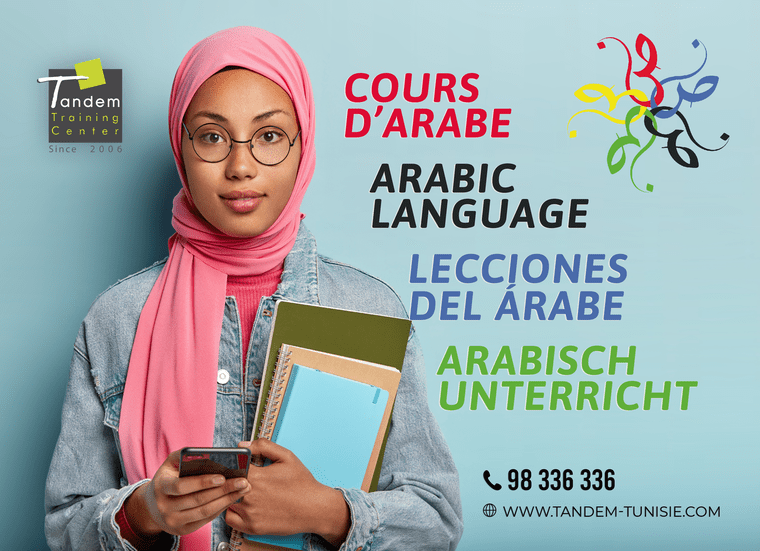 Tandem
Training
Center
Since 2006
COURS
D'ARABE
ARABIC
LANGUAGE
LECCIONES
DEL ÁRABE
ARABISCH
UNTERRICHT
98 336 336
WWW.TANDEM-TUNISIE.COM